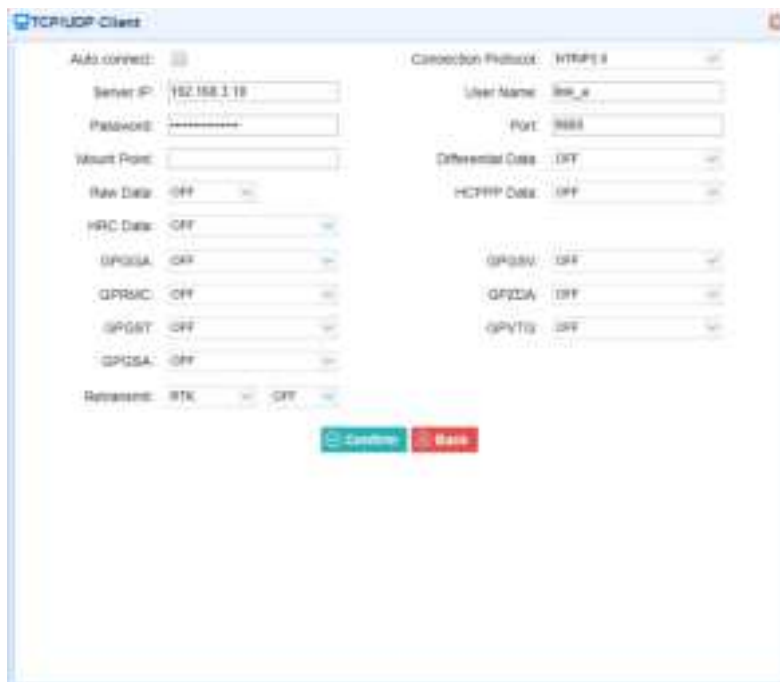 TCP/UDP Client
Auto connect:
Connection Protocol:
Server IP:
User Name:
Password: ••••••••••••
Port:
Mount Point:
Differential Data: OFF
Raw Data: OFF
HCPPP Data: OFF
HRC Data: OFF
GPGGA: OFF
GPGSV: OFF
GPRMC: OFF
GPZDA: OFF
GPGST: OFF
GPVTG: OFF
GPGSA: OFF
Retransmit: RTK OFF
Confirm
Back